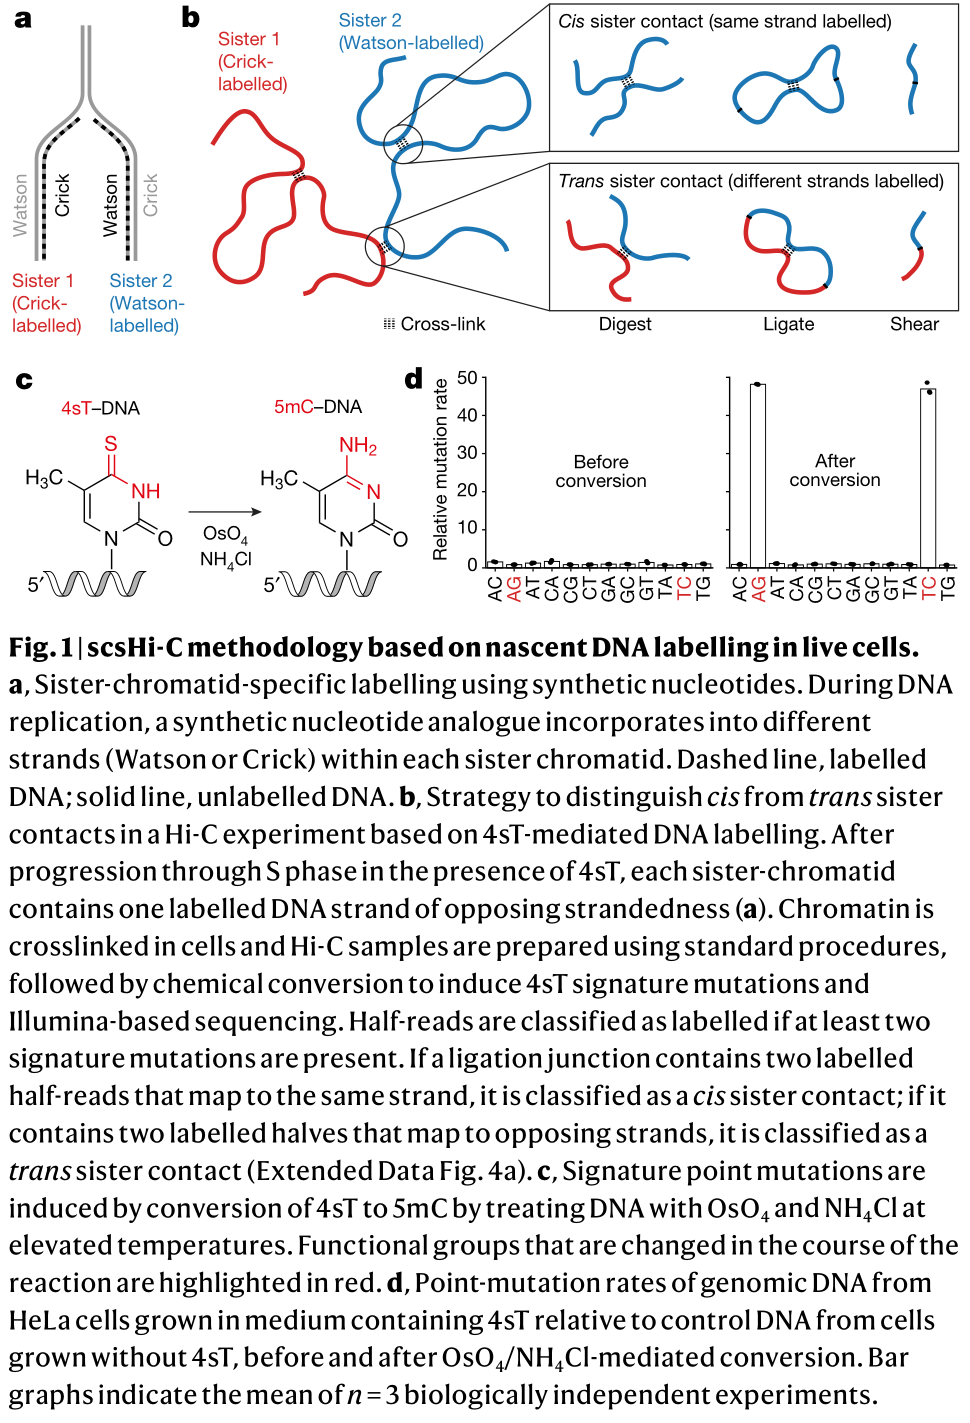 a
Watson
Crick
Watson
Crick
Sister 1
(Crick-
labelled)
Sister 2
(Watson-
labelled)
b
Sister 1
(Crick-
labelled)
Sister 2
(Watson-labelled)
Cis sister contact (same strand labelled)
Trans sister contact (different strands labelled)
Cross-link
Digest
Ligate
Shear
c
4sT–DNA
5mC–DNA
S
H₃C
NH
N
O
5′
OsO₄
NH₄Cl
NH₂
H₃C
N
N
O
5′
d
Relative mutation rate
50
40
30
20
10
0
Before
conversion
After
conversion
AC AG AT CA CG CT GA GC GT TA TC TG
AC AG AT CA CG CT GA GC GT TA TC TG
Fig. 1 | scsHi-C methodology based on nascent DNA labelling in live cells.
a, Sister-chromatid-specific labelling using synthetic nucleotides. During DNA
replication, a synthetic nucleotide analogue incorporates into different
strands (Watson or Crick) within each sister chromatid. Dashed line, labelled
DNA; solid line, unlabelled DNA. b, Strategy to distinguish cis from trans sister
contacts in a Hi-C experiment based on 4sT-mediated DNA labelling. After
progression through S phase in the presence of 4sT, each sister-chromatid
contains one labelled DNA strand of opposing strandedness (a). Chromatin is
crosslinked in cells and Hi-C samples are prepared using standard procedures,
followed by chemical conversion to induce 4sT signature mutations and
Illumina-based sequencing. Half-reads are classified as labelled if at least two
signature mutations are present. If a ligation junction contains two labelled
half-reads that map to the same strand, it is classified as a cis sister contact; if it
contains two labelled halves that map to opposing strands, it is classified as a
trans sister contact (Extended Data Fig. 4a). c, Signature point mutations are
induced by conversion of 4sT to 5mC by treating DNA with OsO₄ and NH₄Cl at
elevated temperatures. Functional groups that are changed in the course of the
reaction are highlighted in red. d, Point-mutation rates of genomic DNA from
HeLa cells grown in medium containing 4sT relative to control DNA from cells
grown without 4sT, before and after OsO₄/NH₄Cl-mediated conversion. Bar
graphs indicate the mean of n = 3 biologically independent experiments.